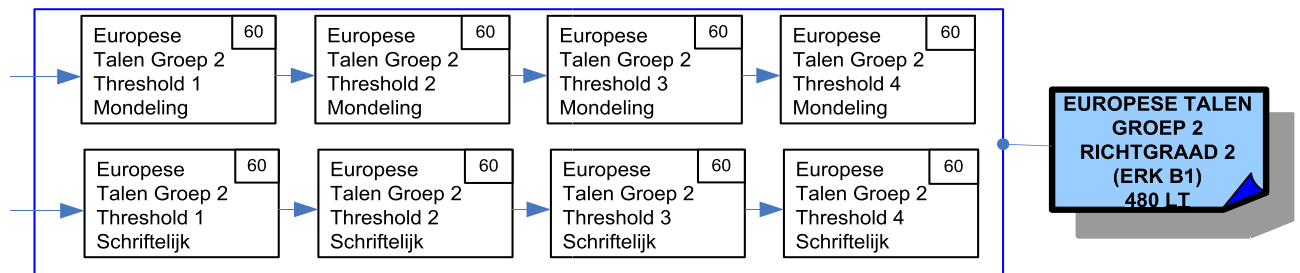 60
Europese
Talen Groep 2
Threshold 1
Mondeling
60
Europese
Talen Groep 2
Threshold 2
Mondeling
60
Europese
Talen Groep 2
Threshold 3
Mondeling
60
Europese
Talen Groep 2
Threshold 4
Mondeling
60
Europese
Talen Groep 2
Threshold 1
Schriftelijk
60
Europese
Talen Groep 2
Threshold 2
Schriftelijk
60
Europese
Talen Groep 2
Threshold 3
Schriftelijk
60
Europese
Talen Groep 2
Threshold 4
Schriftelijk
EUROPESE TALEN
GROEP 2
RICHTGRAAD 2
(ERK B1)
480 LT